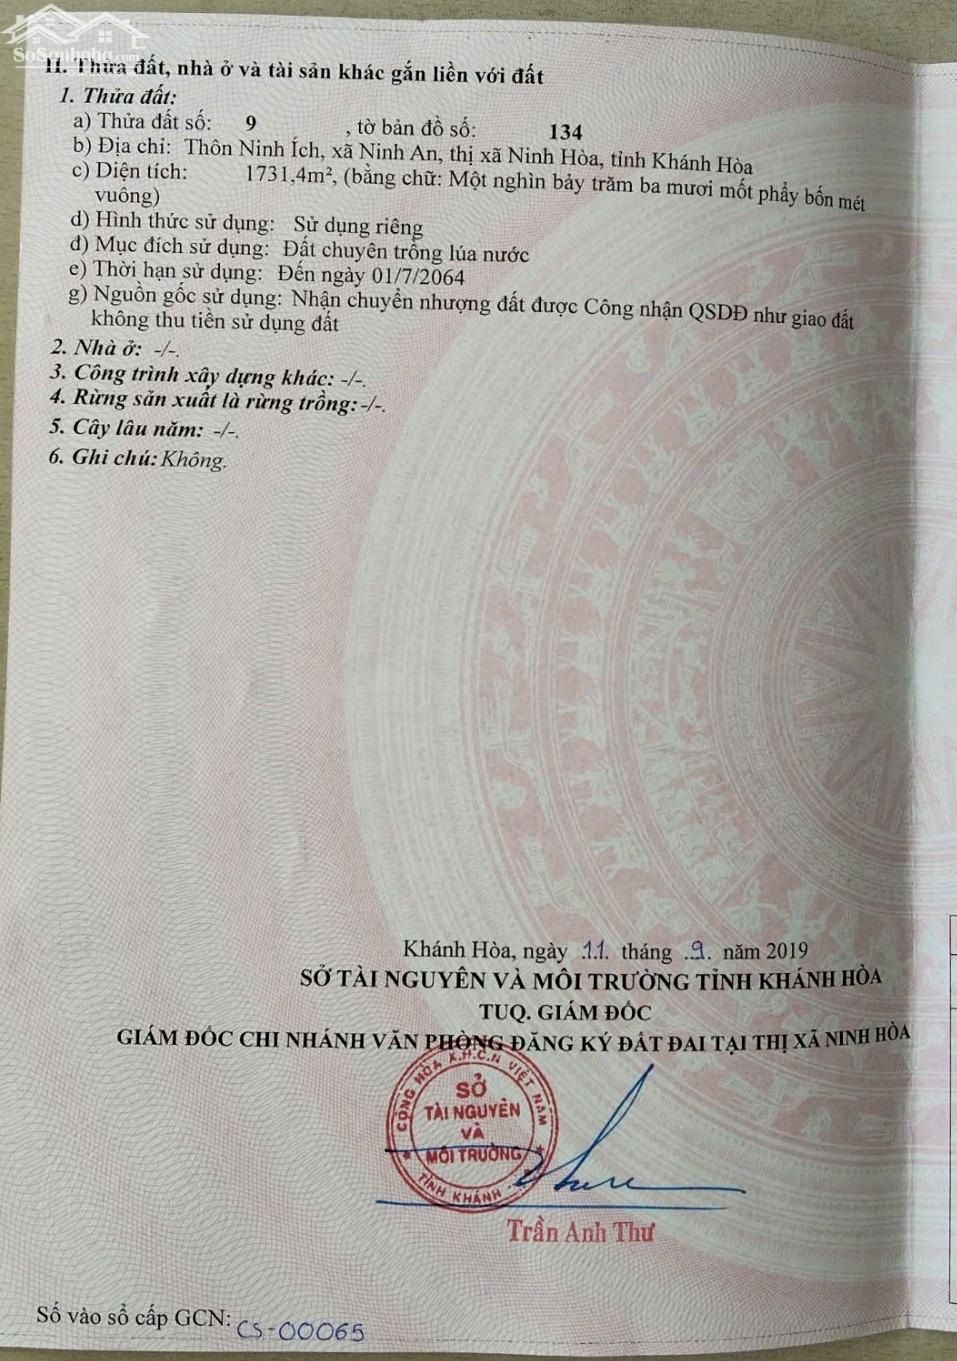 SoSanhnha.com
II. Thửa đất, nhà ở và tài sản khác gắn liền với đất
1. Thửa đất:
a) Thửa đất số: 9 , tờ bản đồ số: 134
b) Địa chỉ: Thôn Ninh Ích, xã Ninh An, thị xã Ninh Hòa, tỉnh Khánh Hòa
c) Diện tích: 1731,4m², (bằng chữ: Một nghìn bảy trăm ba mươi mốt phẩy bốn mét
vuông)
d) Hình thức sử dụng: Sử dụng riêng
đ) Mục đích sử dụng: Đất chuyên trồng lúa nước
e) Thời hạn sử dụng: Đến ngày 01/7/2064
g) Nguồn gốc sử dụng: Nhận chuyển nhượng đất được Công nhận QSDĐ như giao đất
không thu tiền sử dụng đất
2. Nhà ở: -/-.
3. Công trình xây dựng khác: -/-.
4. Rừng sản xuất là rừng trồng: -/-.
5. Cây lâu năm: -/-.
6. Ghi chú: Không.
Khánh Hòa, ngày 11 tháng 9 năm 2019
SỞ TÀI NGUYÊN VÀ MÔI TRƯỜNG TỈNH KHÁNH HÒA
TUQ. GIÁM ĐỐC
GIÁM ĐỐC CHI NHÁNH VĂN PHÒNG ĐĂNG KÝ ĐẤT ĐAI TẠI THỊ XÃ NINH HÒA
CỘNG HÒA X.H.C.N VIỆT NAM
SỞ
TÀI NGUYÊN
VÀ
MÔI TRƯỜNG
TỈNH KHÁNH
Trần Anh Thư
Số vào sổ cấp GCN: CS-00065